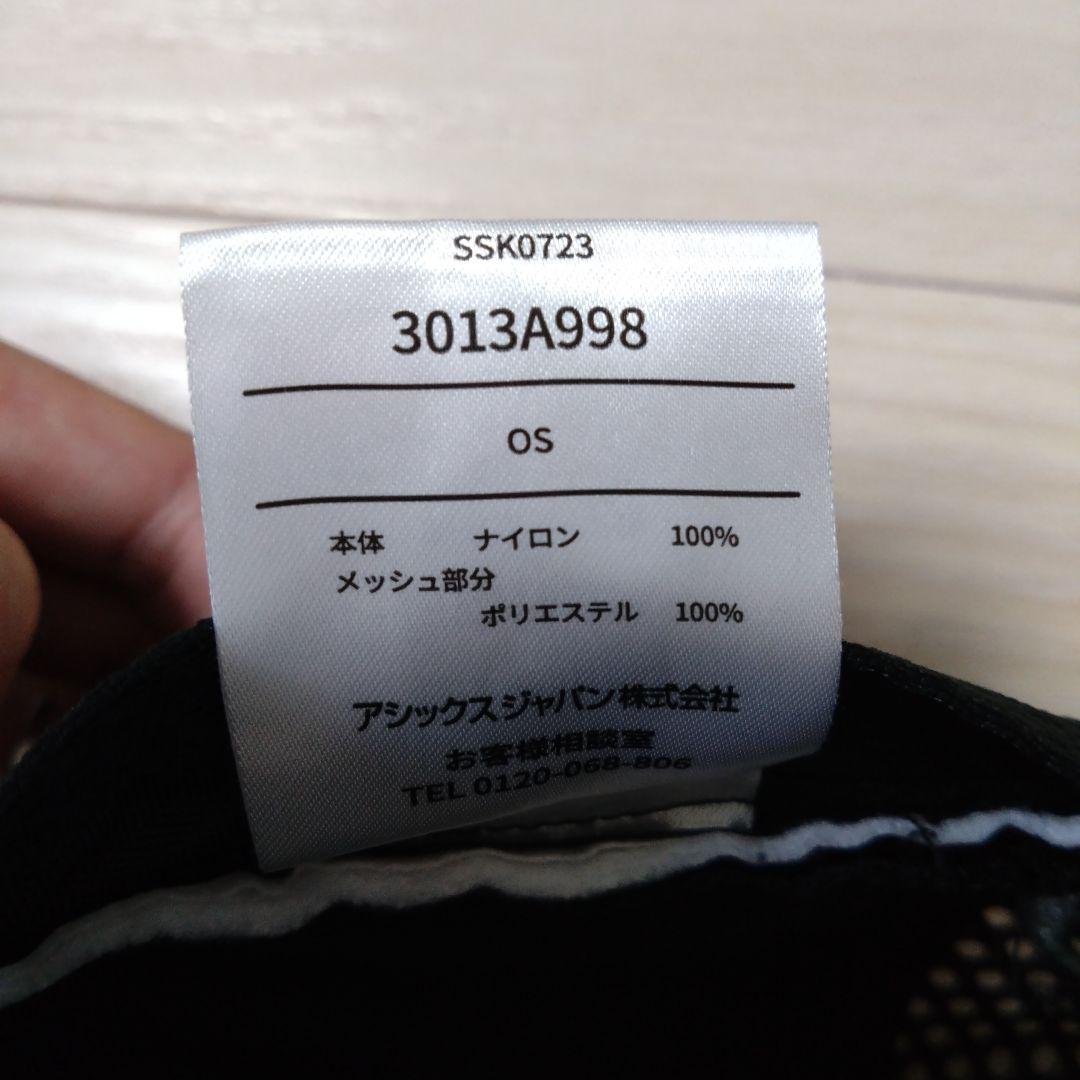 SSK0723
3013A998
OS
本体 ナイロン 100%
メッシュ部分
ポリエステル 100%
アシックスジャパン株式会社
お客様相談室
TEL 0120-068-806